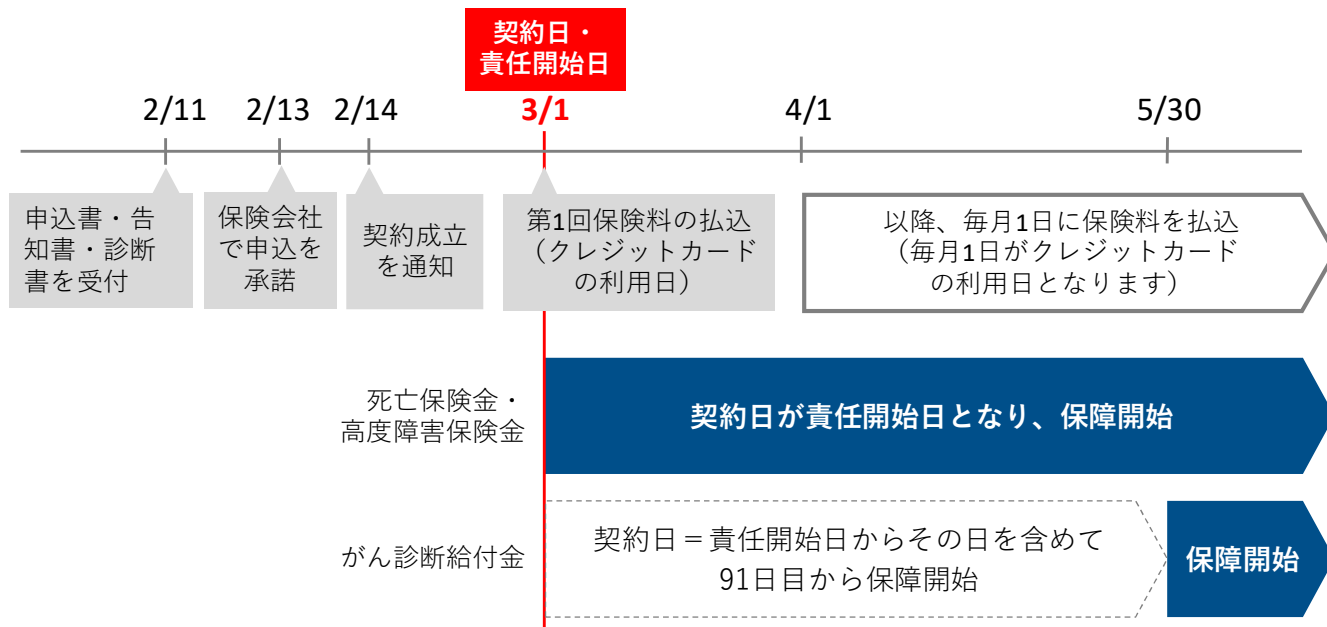 契約日・
責任開始日
2/11
2/13
2/14
3/1
4/1
5/30
申込書・告
知書・診断
書を受付
保険会社
で申込を
承諾
契約成立
を通知
第1回保険料の払込
（クレジットカード
の利用日）
以降、毎月1日に保険料を払込
（毎月1日がクレジットカード
の利用日となります）
死亡保険金・
高度障害保険金
契約日が責任開始日となり、保障開始
がん診断給付金
契約日＝責任開始日からその日を含めて
91日目から保障開始
保障開始